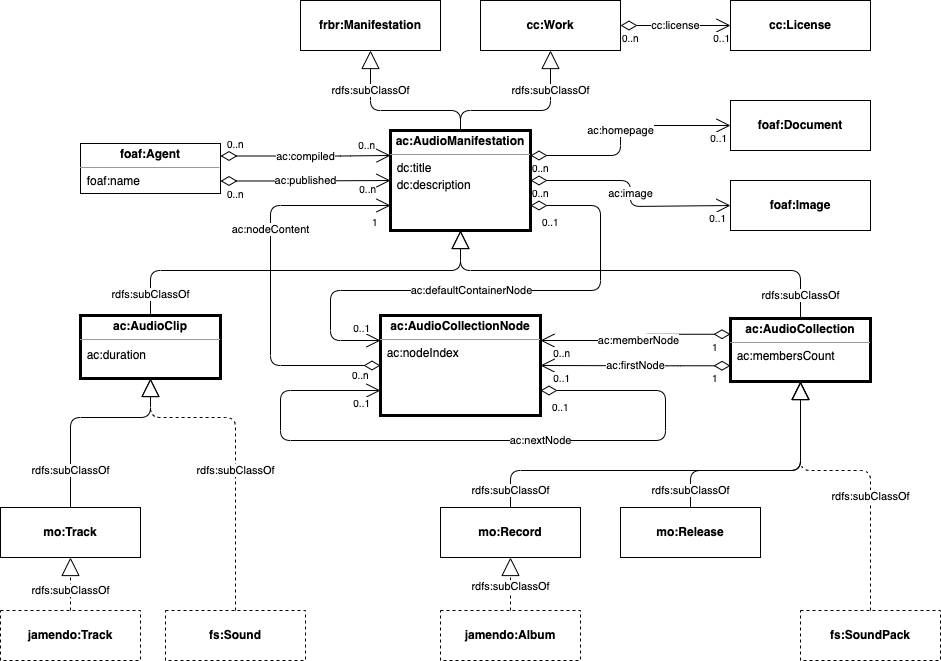 frbr:Manifestation
cc:Work
cc:license
0..n
0..1
cc:License
rdfs:subClassOf
rdfs:subClassOf
foaf:Agent
foaf:name
0..n
ac:compiled
0..n
ac:published
0..n
0..n
ac:AudioManifestation
dc:title
dc:description
ac:homepage
0..n
0..1
foaf:Document
ac:image
0..n
0..1
foaf:Image
ac:nodeContent
1
0..1
rdfs:subClassOf
ac:defaultContainerNode
rdfs:subClassOf
ac:AudioClip
ac:duration
0..1
0..n
0..1
ac:AudioCollectionNode
ac:nodeIndex
ac:memberNode
0..n
1
ac:firstNode
0..1
1
0..1
ac:AudioCollection
ac:membersCount
ac:nextNode
rdfs:subClassOf
rdfs:subClassOf
rdfs:subClassOf
rdfs:subClassOf
rdfs:subClassOf
mo:Track
mo:Record
mo:Release
rdfs:subClassOf
rdfs:subClassOf
jamendo:Track
fs:Sound
jamendo:Album
fs:SoundPack